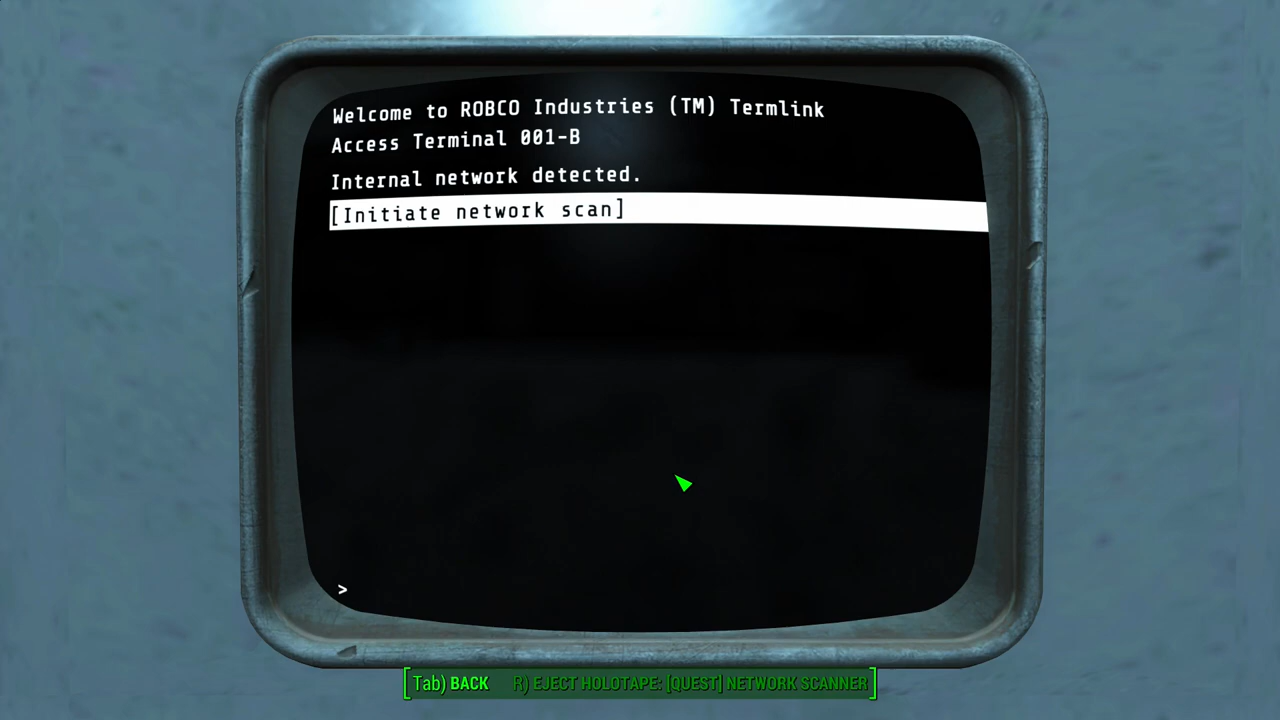 Welcome to ROBCO Industries (TM) Termlink
Access Terminal 001-B
Internal network detected.
[Initiate network scan]
>
Tab) BACK R) EJECT HOLOTAPE: [QUEST] NETWORK SCANNER